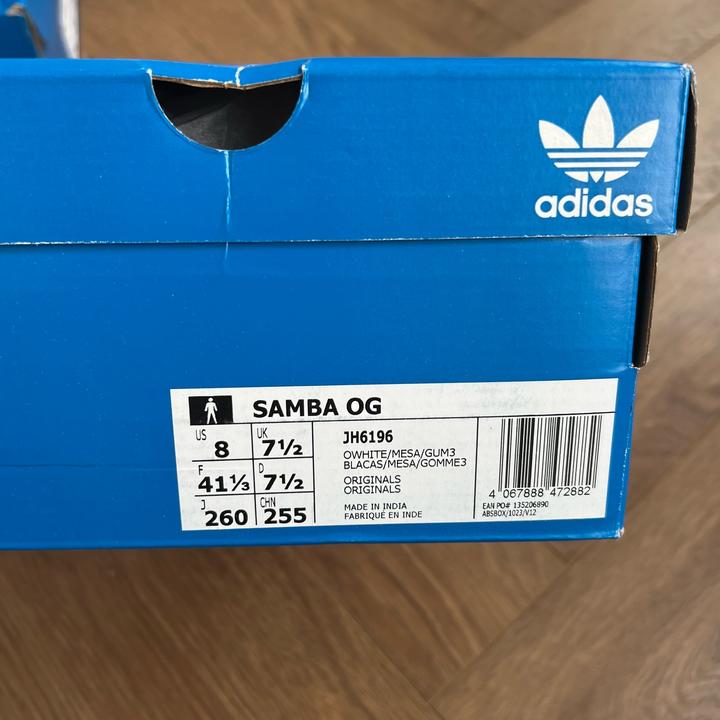 adidas
SAMBA OG
US 8 UK 7½
F 41⅓ D 7½
J 260 CHN 255
JH6196
OWHITE/MESA/GUM3
BLACAS/MESA/GOMME3
ORIGINALS
ORIGINALS
MADE IN INDIA
FABRIQUÉ EN INDE
4 067888 472882
EAN PO# 135206890
ABSBOX/1023/V12